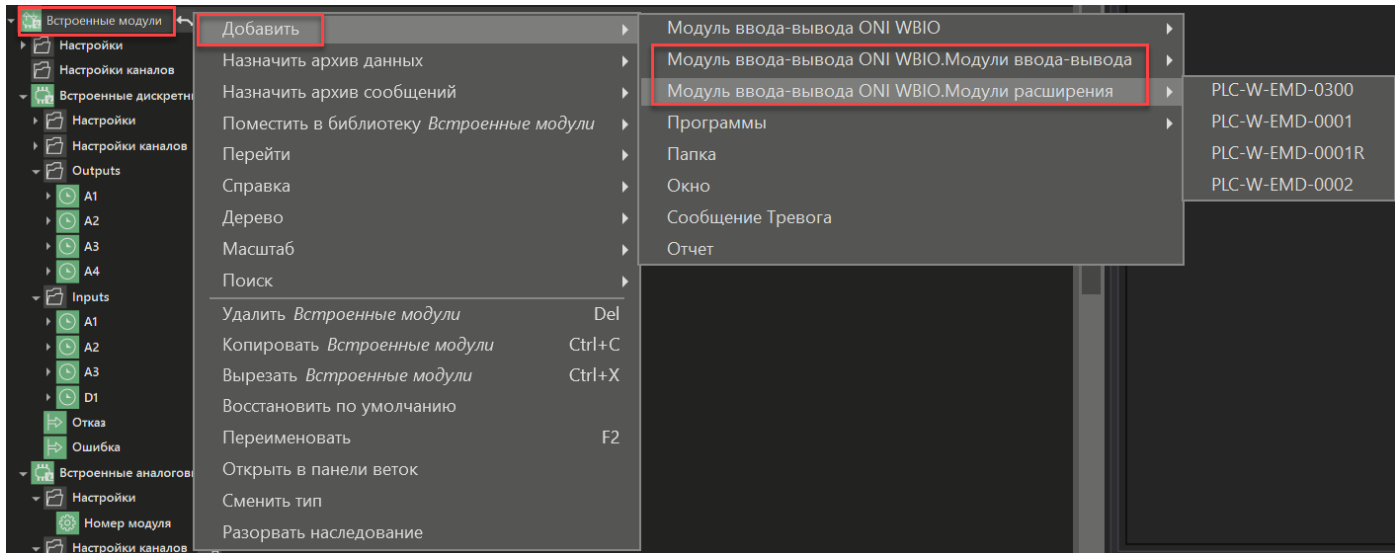 Встроенные модули
Настройки
Настройки каналов
Встроенные дискретн
Настройки
Настройки каналов
Outputs
A1
A2
A3
A4
Inputs
A1
A2
A3
D1
Отказ
Ошибка
Встроенные аналогов
Настройки
Номер модуля
Настройки каналов
Добавить
Назначить архив данных
Назначить архив сообщений
Поместить в библиотеку Встроенные модули
Перейти
Справка
Дерево
Масштаб
Поиск
Удалить Встроенные модули Del
Копировать Встроенные модули Ctrl+C
Вырезать Встроенные модули Ctrl+X
Восстановить по умолчанию
Переименовать F2
Открыть в панели веток
Сменить тип
Разорвать наследование
Модуль ввода-вывода ONI WBIO
Модуль ввода-вывода ONI WBIO.Модули ввода-вывода
Модуль ввода-вывода ONI WBIO.Модули расширения
Программы
Папка
Окно
Сообщение Тревога
Отчет
PLC-W-EMD-0300
PLC-W-EMD-0001
PLC-W-EMD-0001R
PLC-W-EMD-0002